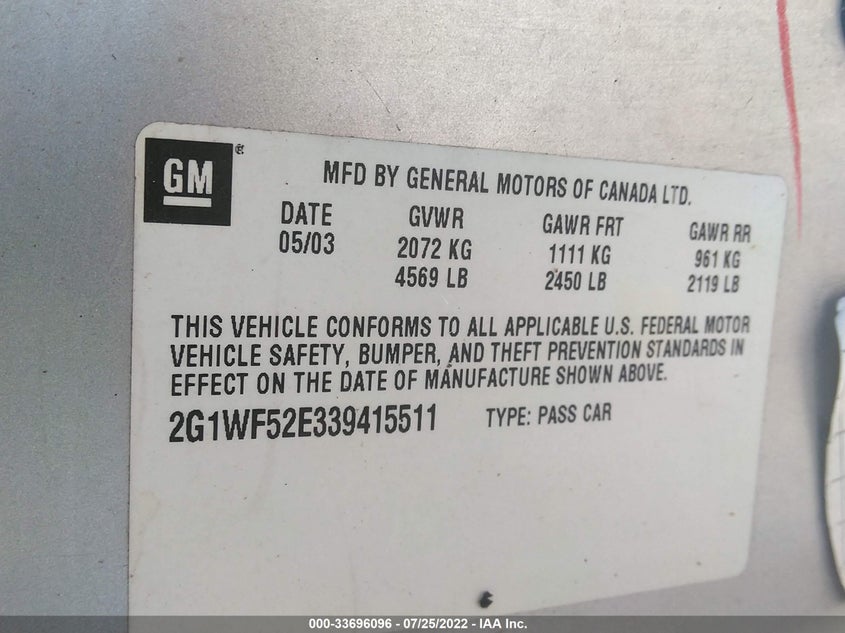 GM
MFD BY GENERAL MOTORS OF CANADA LTD.
DATE GVWR GAWR FRT GAWR RR
05/03 2072 KG 1111 KG 961 KG
4569 LB 2450 LB 2119 LB
THIS VEHICLE CONFORMS TO ALL APPLICABLE U.S. FEDERAL MOTOR
VEHICLE SAFETY, BUMPER, AND THEFT PREVENTION STANDARDS IN
EFFECT ON THE DATE OF MANUFACTURE SHOWN ABOVE.
2G1WF52E339415511 TYPE: PASS CAR
000-33696096 - 07/25/2022 - IAA Inc.